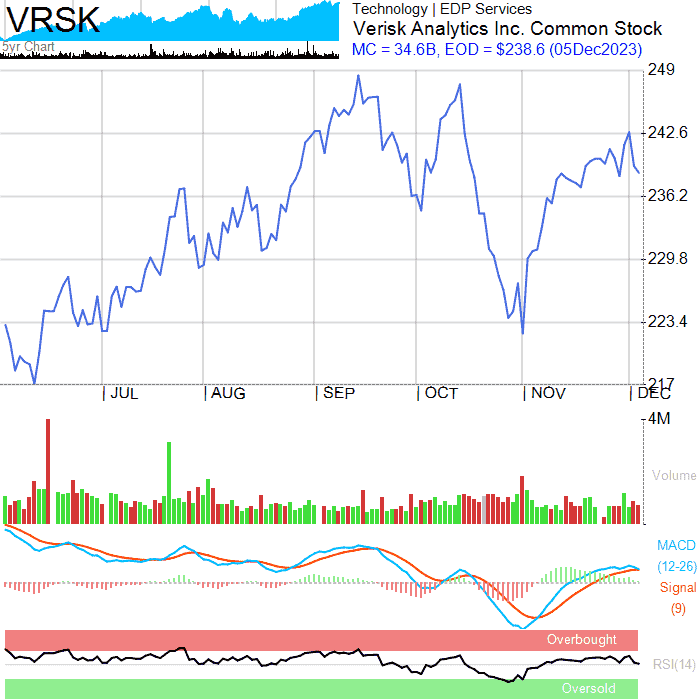 VRSK
5yr Chart
Technology | EDP Services
Verisk Analytics Inc. Common Stock
MC = 34.6B, EOD = $238.6 (05Dec2023)
249
242.6
236.2
229.8
223.4
217
| JUL | AUG | SEP | OCT | NOV | DEC
4M
Volume
MACD
(12-26)
Signal
(9)
Overbought
RSI(14)
Oversold